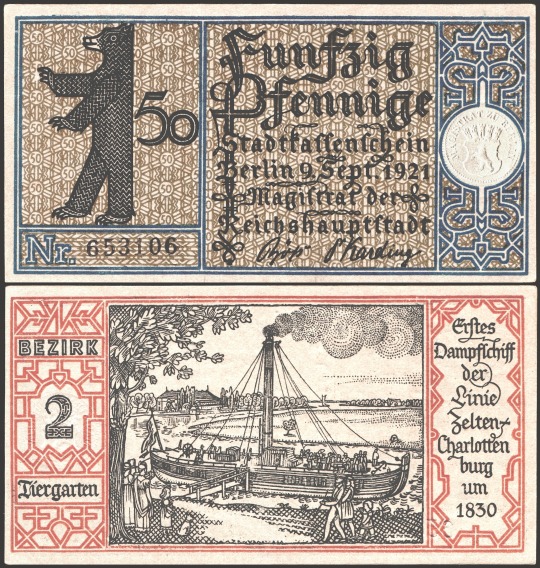 Funfzig
Pfennige
50
Stadtkassenschein
Berlin 9. Sept. 1921
Magistrat der
Reichshauptstadt
Nr. 653106
BEZIRK
2
Tiergarten
Erstes
Dampfschiff
der
Linie
Zelten-
Charlotten
burg
um
1830